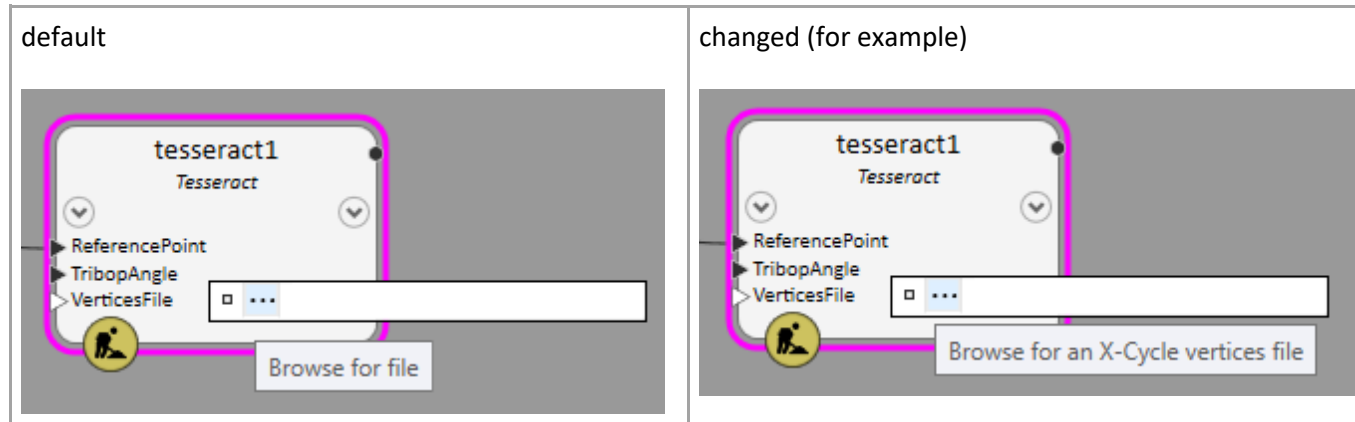 default
tesseract1
Tesseract
ReferencePoint
TribopAngle
VerticesFile
...
Browse for file
changed (for example)
tesseract1
Tesseract
ReferencePoint
TribopAngle
VerticesFile
...
Browse for an X-Cycle vertices file